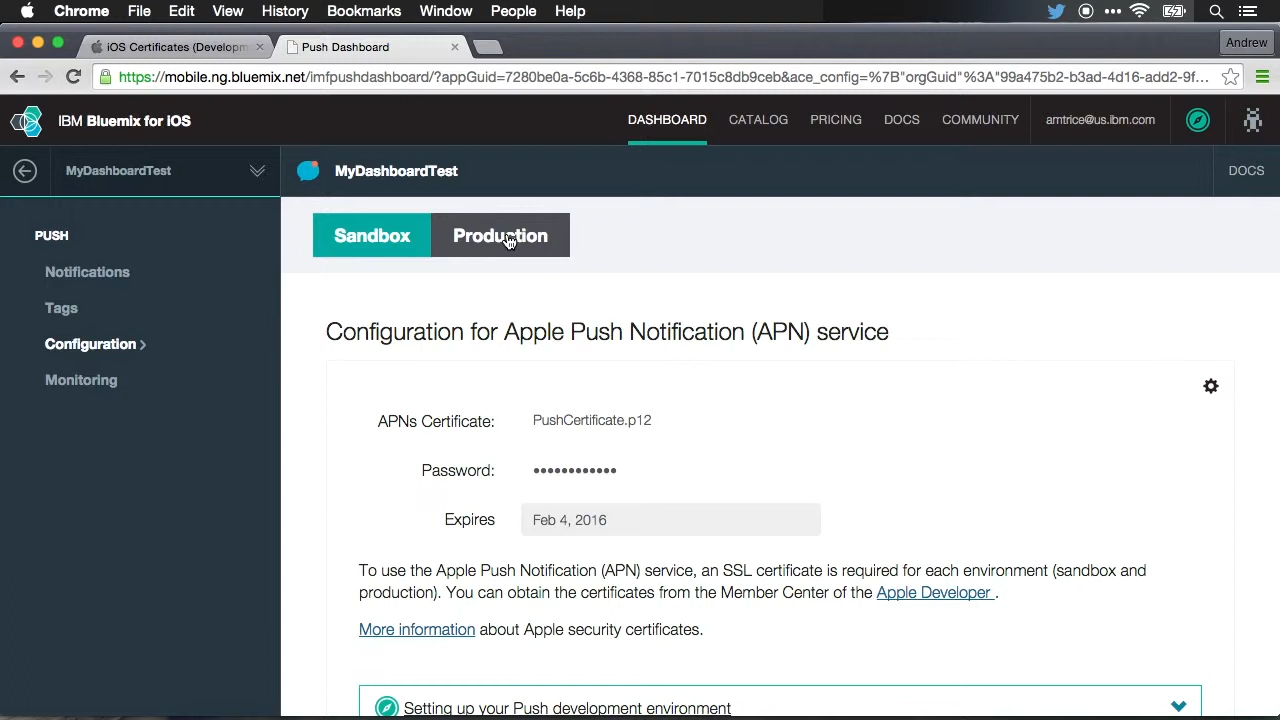 Chrome File Edit View History Bookmarks Window People Help
iOS Certificates (Developm
Push Dashboard
Andrew
https://mobile.ng.bluemix.net/imfpushdashboard/?appGuid=7280be0a-5c6b-4368-85c1-7015c8db9ceb&ace_config=%7B"orgGuid"%3A"99a475b2-b3ad-4d16-add2-9f...
IBM Bluemix for iOS
DASHBOARD CATALOG PRICING DOCS COMMUNITY amtrice@us.ibm.com
MyDashboardTest
MyDashboardTest
DOCS
PUSH
Notifications
Tags
Configuration
Monitoring
Sandbox Production
Configuration for Apple Push Notification (APN) service
APNs Certificate: PushCertificate.p12
Password: ••••••••••••
Expires Feb 4, 2016
To use the Apple Push Notification (APN) service, an SSL certificate is required for each environment (sandbox and
production). You can obtain the certificates from the Member Center of the Apple Developer .
More information about Apple security certificates.
Setting up your Push development environment